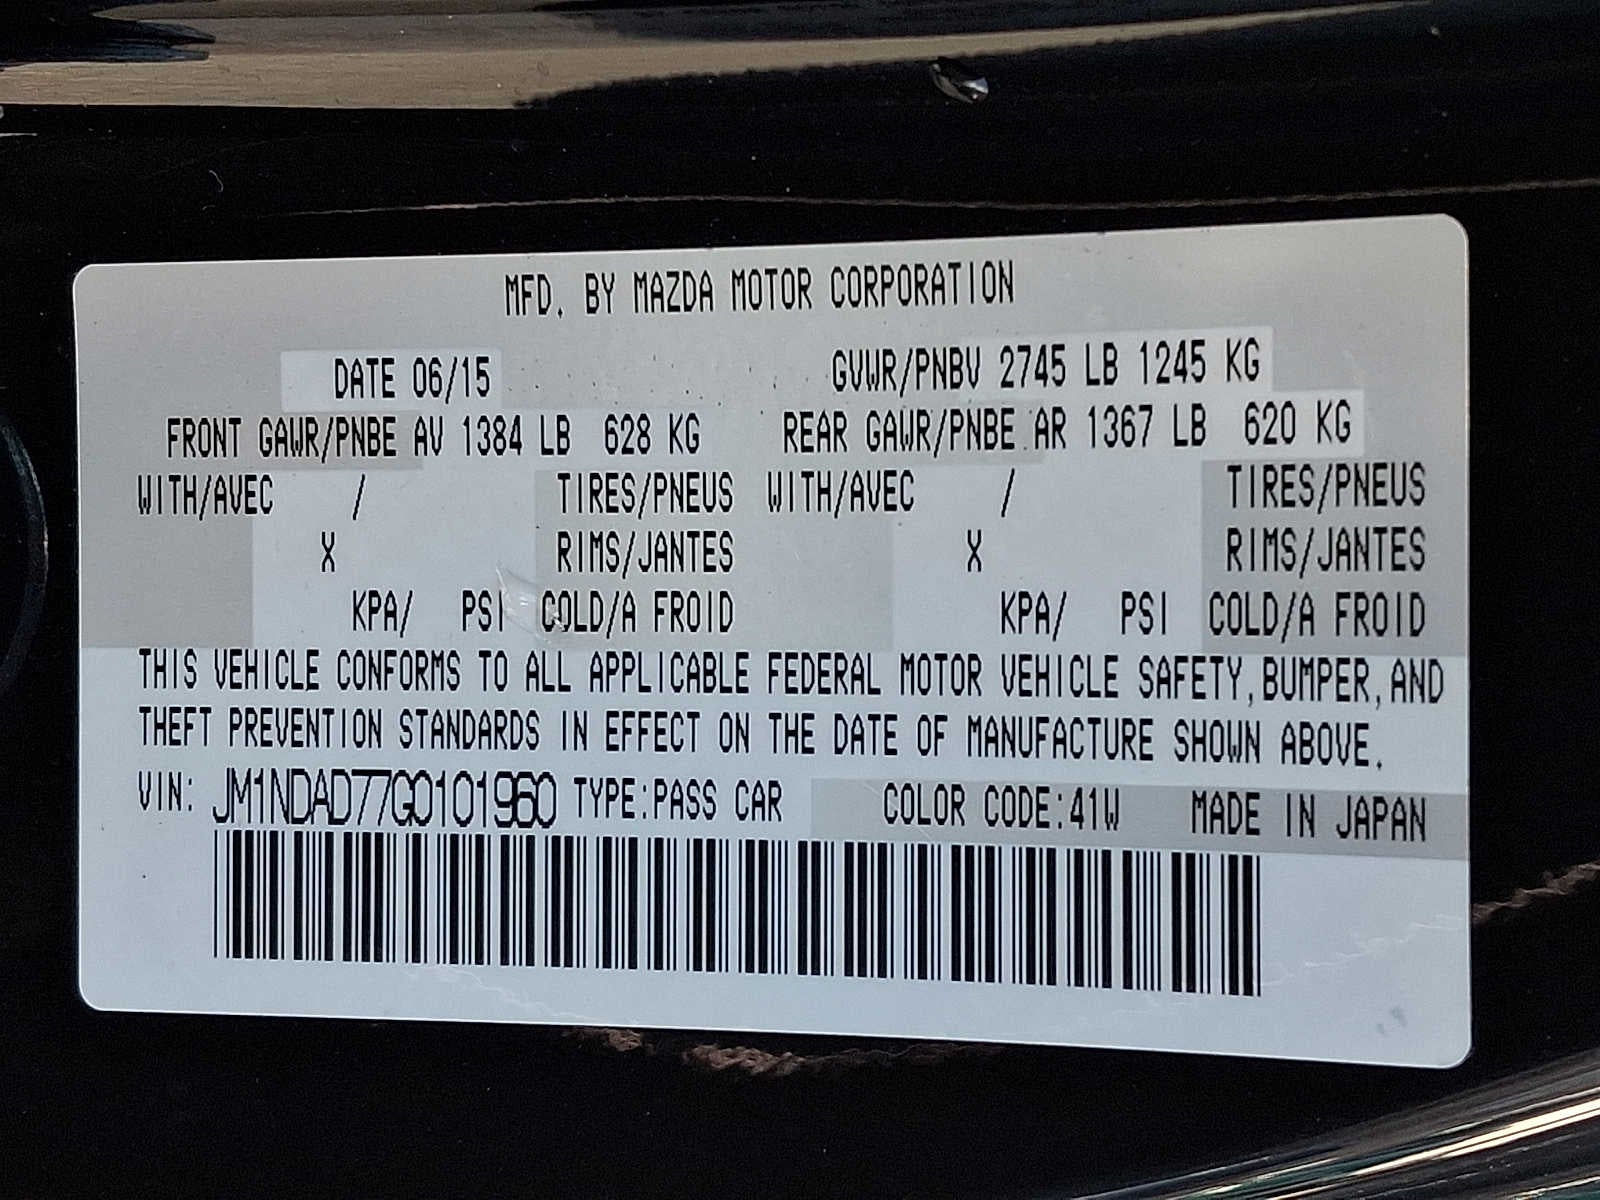 MFD. BY MAZDA MOTOR CORPORATION
DATE 06/15 GVWR/PNBV 2745 LB 1245 KG
FRONT GAWR/PNBE AV 1384 LB 628 KG REAR GAWR/PNBE AR 1367 LB 620 KG
WITH/AVEC / TIRES/PNEUS WITH/AVEC / TIRES/PNEUS
X RIMS/JANTES X RIMS/JANTES
KPA/ PSI COLD/A FROID KPA/ PSI COLD/A FROID
THIS VEHICLE CONFORMS TO ALL APPLICABLE FEDERAL MOTOR VEHICLE SAFETY,BUMPER,AND
THEFT PREVENTION STANDARDS IN EFFECT ON THE DATE OF MANUFACTURE SHOWN ABOVE.
VIN: JM1NDAD77G0101960 TYPE:PASS CAR COLOR CODE:41W MADE IN JAPAN